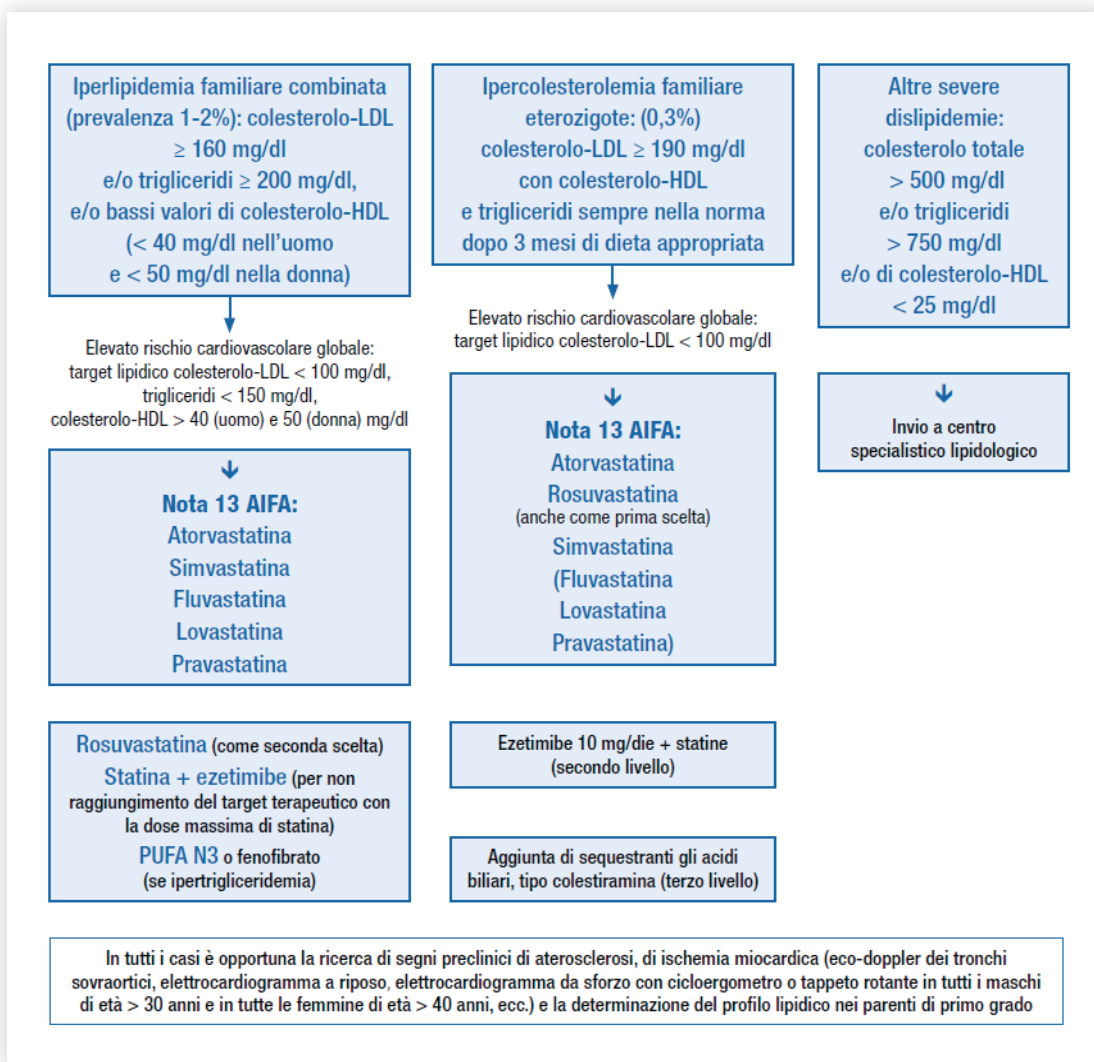 Iperlipidemia familiare combinata
(prevalenza 1-2%): colesterolo-LDL
≥ 160 mg/dl
e/o trigliceridi ≥ 200 mg/dl,
e/o bassi valori di colesterolo-HDL
(< 40 mg/dl nell’uomo
e < 50 mg/dl nella donna)
Elevato rischio cardiovascolare globale:
target lipidico colesterolo-LDL < 100 mg/dl,
trigliceridi < 150 mg/dl,
colesterolo-HDL > 40 (uomo) e 50 (donna) mg/dl
Nota 13 AIFA:
Atorvastatina
Simvastatina
Fluvastatina
Lovastatina
Pravastatina
Rosuvastatina (come seconda scelta)
Statina + ezetimibe (per non
raggiungimento del target terapeutico con
la dose massima di statina)
PUFA N3 o fenofibrato
(se ipertrigliceridemia)
Ipercolesterolemia familiare
eterozigote: (0,3%)
colesterolo-LDL ≥ 190 mg/dl
con colesterolo-HDL
e trigliceridi sempre nella norma
dopo 3 mesi di dieta appropriata
Elevato rischio cardiovascolare globale:
target lipidico colesterolo-LDL < 100 mg/dl
Nota 13 AIFA:
Atorvastatina
Rosuvastatina
(anche come prima scelta)
Simvastatina
(Fluvastatina
Lovastatina
Pravastatina)
Ezetimibe 10 mg/die + statine
(secondo livello)
Aggiunta di sequestranti gli acidi
biliari, tipo colestiramina (terzo livello)
Altre severe
dislipidemie:
colesterolo totale
> 500 mg/dl
e/o trigliceridi
> 750 mg/dl
e/o di colesterolo-HDL
< 25 mg/dl
Invio a centro
specialistico lipidologico
In tutti i casi è opportuna la ricerca di segni preclinici di aterosclerosi, di ischemia miocardica (eco-doppler dei tronchi
sovraortici, elettrocardiogramma a riposo, elettrocardiogramma da sforzo con cicloergometro o tappeto rotante in tutti i maschi
di età > 30 anni e in tutte le femmine di età > 40 anni, ecc.) e la determinazione del profilo lipidico nei parenti di primo grado